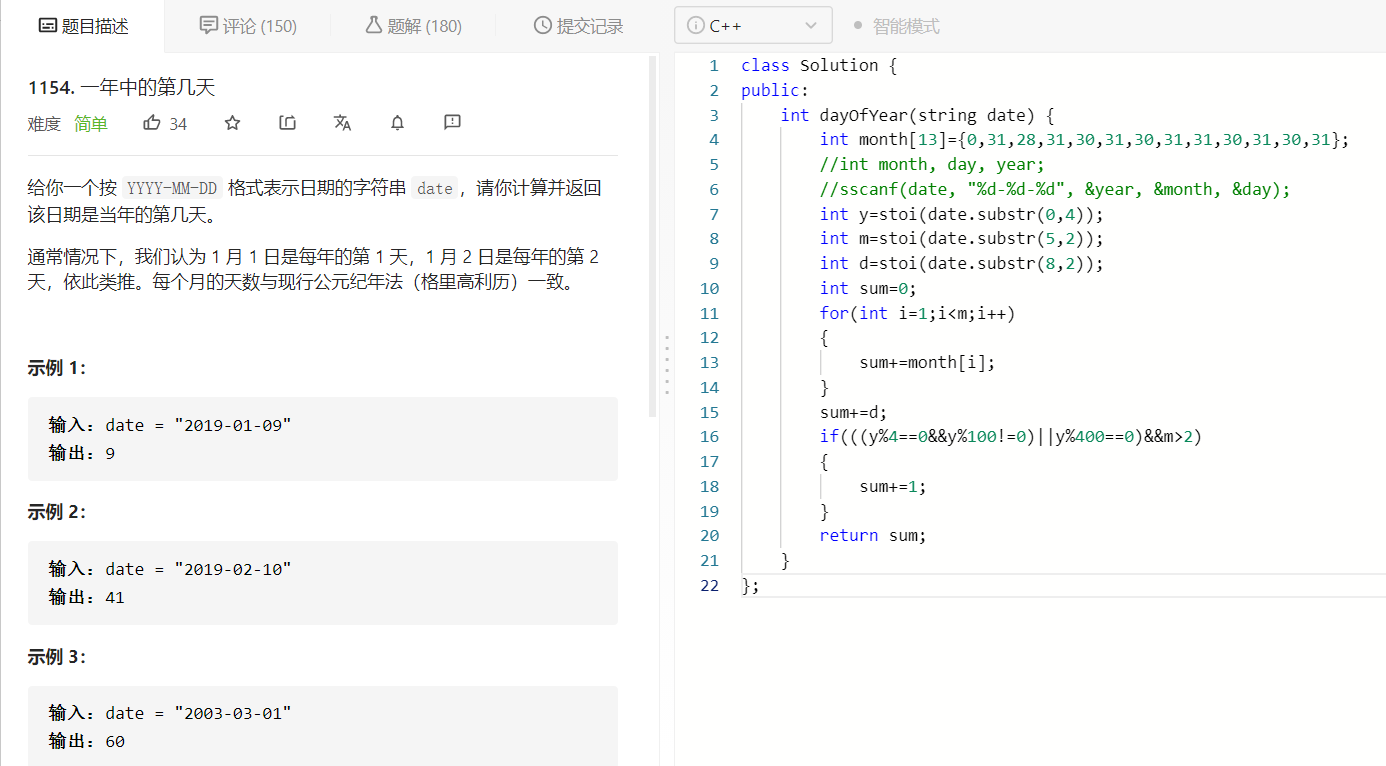 题目描述
评论 (150)
题解 (180)
提交记录
1154. 一年中的第几天
难度 简单 34
给你一个按 YYYY-MM-DD 格式表示日期的字符串 date，请你计算并返回
该日期是当年的第几天。
通常情况下，我们认为 1 月 1 日是每年的第 1 天，1 月 2 日是每年的第 2
天，依此类推。每个月的天数与现行公元纪年法（格里高利历）一致。
示例 1：
输入：date = "2019-01-09"
输出：9
示例 2：
输入：date = "2019-02-10"
输出：41
示例 3：
输入：date = "2003-03-01"
输出：60
C++
智能模式
1 class Solution {
2 public:
3 int dayOfYear(string date) {
4 int month[13]={0,31,28,31,30,31,30,31,31,30,31,30,31};
5 //int month, day, year;
6 //sscanf(date, "%d-%d-%d", &year, &month, &day);
7 int y=stoi(date.substr(0,4));
8 int m=stoi(date.substr(5,2));
9 int d=stoi(date.substr(8,2));
10 int sum=0;
11 for(int i=1;i<m;i++)
12 {
13 sum+=month[i];
14 }
15 sum+=d;
16 if(((y%4==0&&y%100!=0)||y%400==0)&&m>2)
17 {
18 sum+=1;
19 }
20 return sum;
21 }
22 };